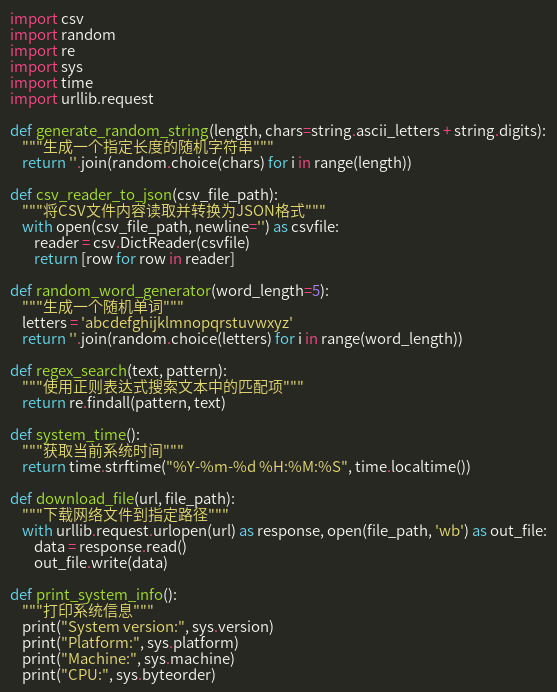 import csv
import random
import re
import sys
import time
import urllib.request

def generate_random_string(length, chars=string.ascii_letters + string.digits):
    """生成一个指定长度的随机字符串"""
    return ''.join(random.choice(chars) for i in range(length))

def csv_reader_to_json(csv_file_path):
    """将CSV文件内容读取并转换为JSON格式"""
    with open(csv_file_path, newline='') as csvfile:
        reader = csv.DictReader(csvfile)
        return [row for row in reader]

def random_word_generator(word_length=5):
    """生成一个随机单词"""
    letters = 'abcdefghijklmnopqrstuvwxyz'
    return ''.join(random.choice(letters) for i in range(word_length))

def regex_search(text, pattern):
    """使用正则表达式搜索文本中的匹配项"""
    return re.findall(pattern, text)

def system_time():
    """获取当前系统时间"""
    return time.strftime("%Y-%m-%d %H:%M:%S", time.localtime())

def download_file(url, file_path):
    """下载网络文件到指定路径"""
    with urllib.request.urlopen(url) as response, open(file_path, 'wb') as out_file:
        data = response.read()
        out_file.write(data)

def print_system_info():
    """打印系统信息"""
    print("System version:", sys.version)
    print("Platform:", sys.platform)
    print("Machine:", sys.machine)
    print("CPU:", sys.byteorder)